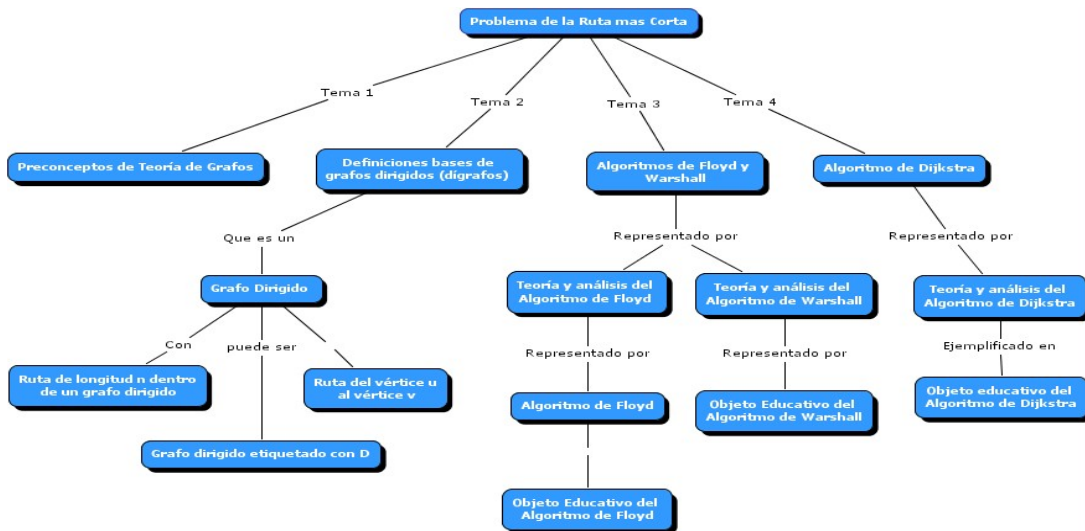 Problema de la Ruta mas Corta
Tema 1
Tema 2
Tema 3
Tema 4
Preconceptos de Teoría de Grafos
Definiciones bases de
grafos dirigidos (dígrafos)
Algoritmos de Floyd y
Warshall
Algoritmo de Dijkstra
Que es un
Representado por
Representado por
Grafo Dirigido
Teoría y análisis del
Algoritmo de Floyd
Teoría y análisis del
Algoritmo de Warshall
Teoría y análisis del
Algoritmo de Dijkstra
Con
puede ser
Representado por
Representado por
Ejemplificado en
Ruta de longitud n dentro
de un grafo dirigido
Ruta del vértice u
al vértice v
Algoritmo de Floyd
Objeto Educativo del
Algoritmo de Warshall
Objeto educativo del
Algoritmo de Dijkstra
Grafo dirigido etiquetado con D
Objeto Educativo del
Algoritmo de Floyd